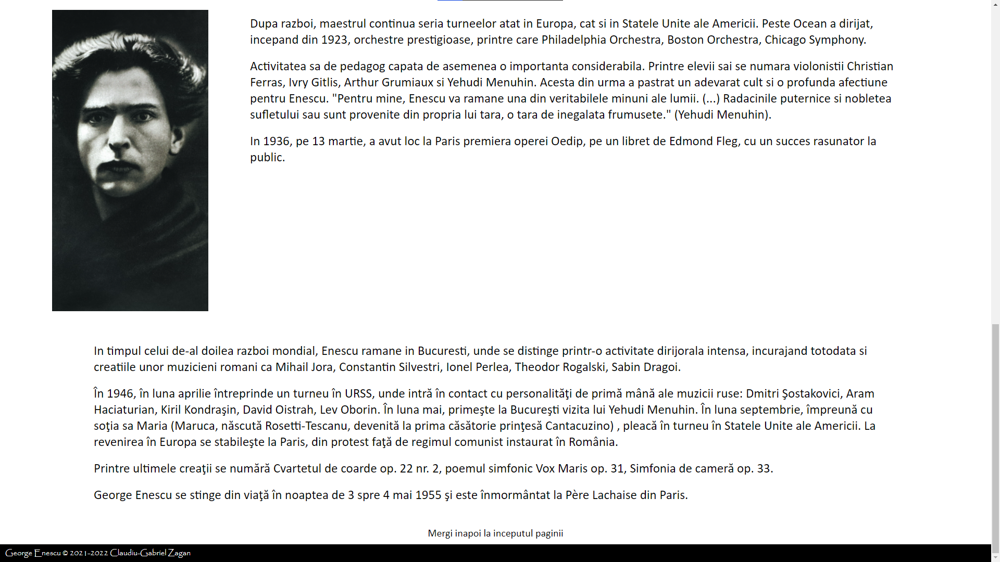 Dupa razboi, maestrul continua seria turneelor atat in Europa, cat si in Statele Unite ale Americii. Peste Ocean a dirijat,
incepand din 1923, orchestre prestigioase, printre care Philadelphia Orchestra, Boston Orchestra, Chicago Symphony.
Activitatea sa de pedagog capata de asemenea o importanta considerabila. Printre elevii sai se numara violonistii Christian
Ferras, Ivry Gitlis, Arthur Grumiaux si Yehudi Menuhin. Acesta din urma a pastrat un adevarat cult si o profunda afectiune
pentru Enescu. "Pentru mine, Enescu va ramane una din veritabilele minuni ale lumii. (...) Radacinile puternice si nobletea
sufletului sau sunt provenite din propria lui tara, o tara de inegalata frumusete." (Yehudi Menuhin).
In 1936, pe 13 martie, a avut loc la Paris premiera operei Oedip, pe un libret de Edmond Fleg, cu un succes rasunator la
public.
In timpul celui de-al doilea razboi mondial, Enescu ramane in Bucuresti, unde se distinge printr-o activitate dirijorala intensa, incurajand totodata si
creatiile unor muzicieni romani ca Mihail Jora, Constantin Silvestri, Ionel Perlea, Theodor Rogalski, Sabin Dragoi.
În 1946, în luna aprilie întreprinde un turneu în URSS, unde intră în contact cu personalităţi de primă mână ale muzicii ruse: Dmitri Şostakovici, Aram
Haciaturian, Kiril Kondraşin, David Oistrah, Lev Oborin. În luna mai, primeşte la Bucureşti vizita lui Yehudi Menuhin. În luna septembrie, împreună cu
soţia sa Maria (Maruca, născută Rosetti-Tescanu, devenită la prima căsătorie prinţesă Cantacuzino) , pleacă în turneu în Statele Unite ale Americii. La
revenirea în Europa se stabileşte la Paris, din protest faţă de regimul comunist instaurat în România.
Printre ultimele creaţii se numără Cvartetul de coarde op. 22 nr. 2, poemul simfonic Vox Maris op. 31, Simfonia de cameră op. 33.
George Enescu se stinge din viaţă în noaptea de 3 spre 4 mai 1955 şi este înmormântat la Père Lachaise din Paris.
Mergi inapoi la inceputul paginii
George Enescu © 2021-2022 Claudiu-Gabriel Zagan